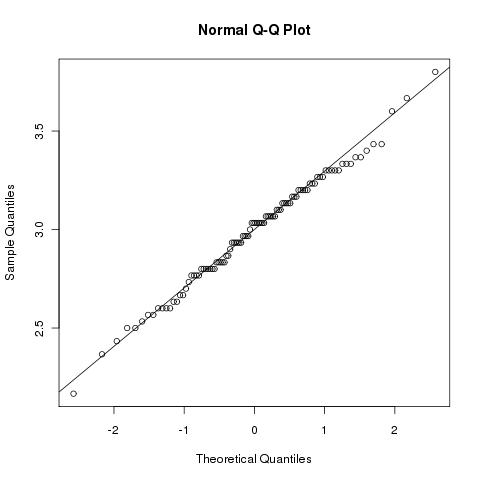 Normal Q-Q Plot
Sample Quantiles
3.5
3.0
2.5
-2 -1 0 1 2
Theoretical Quantiles